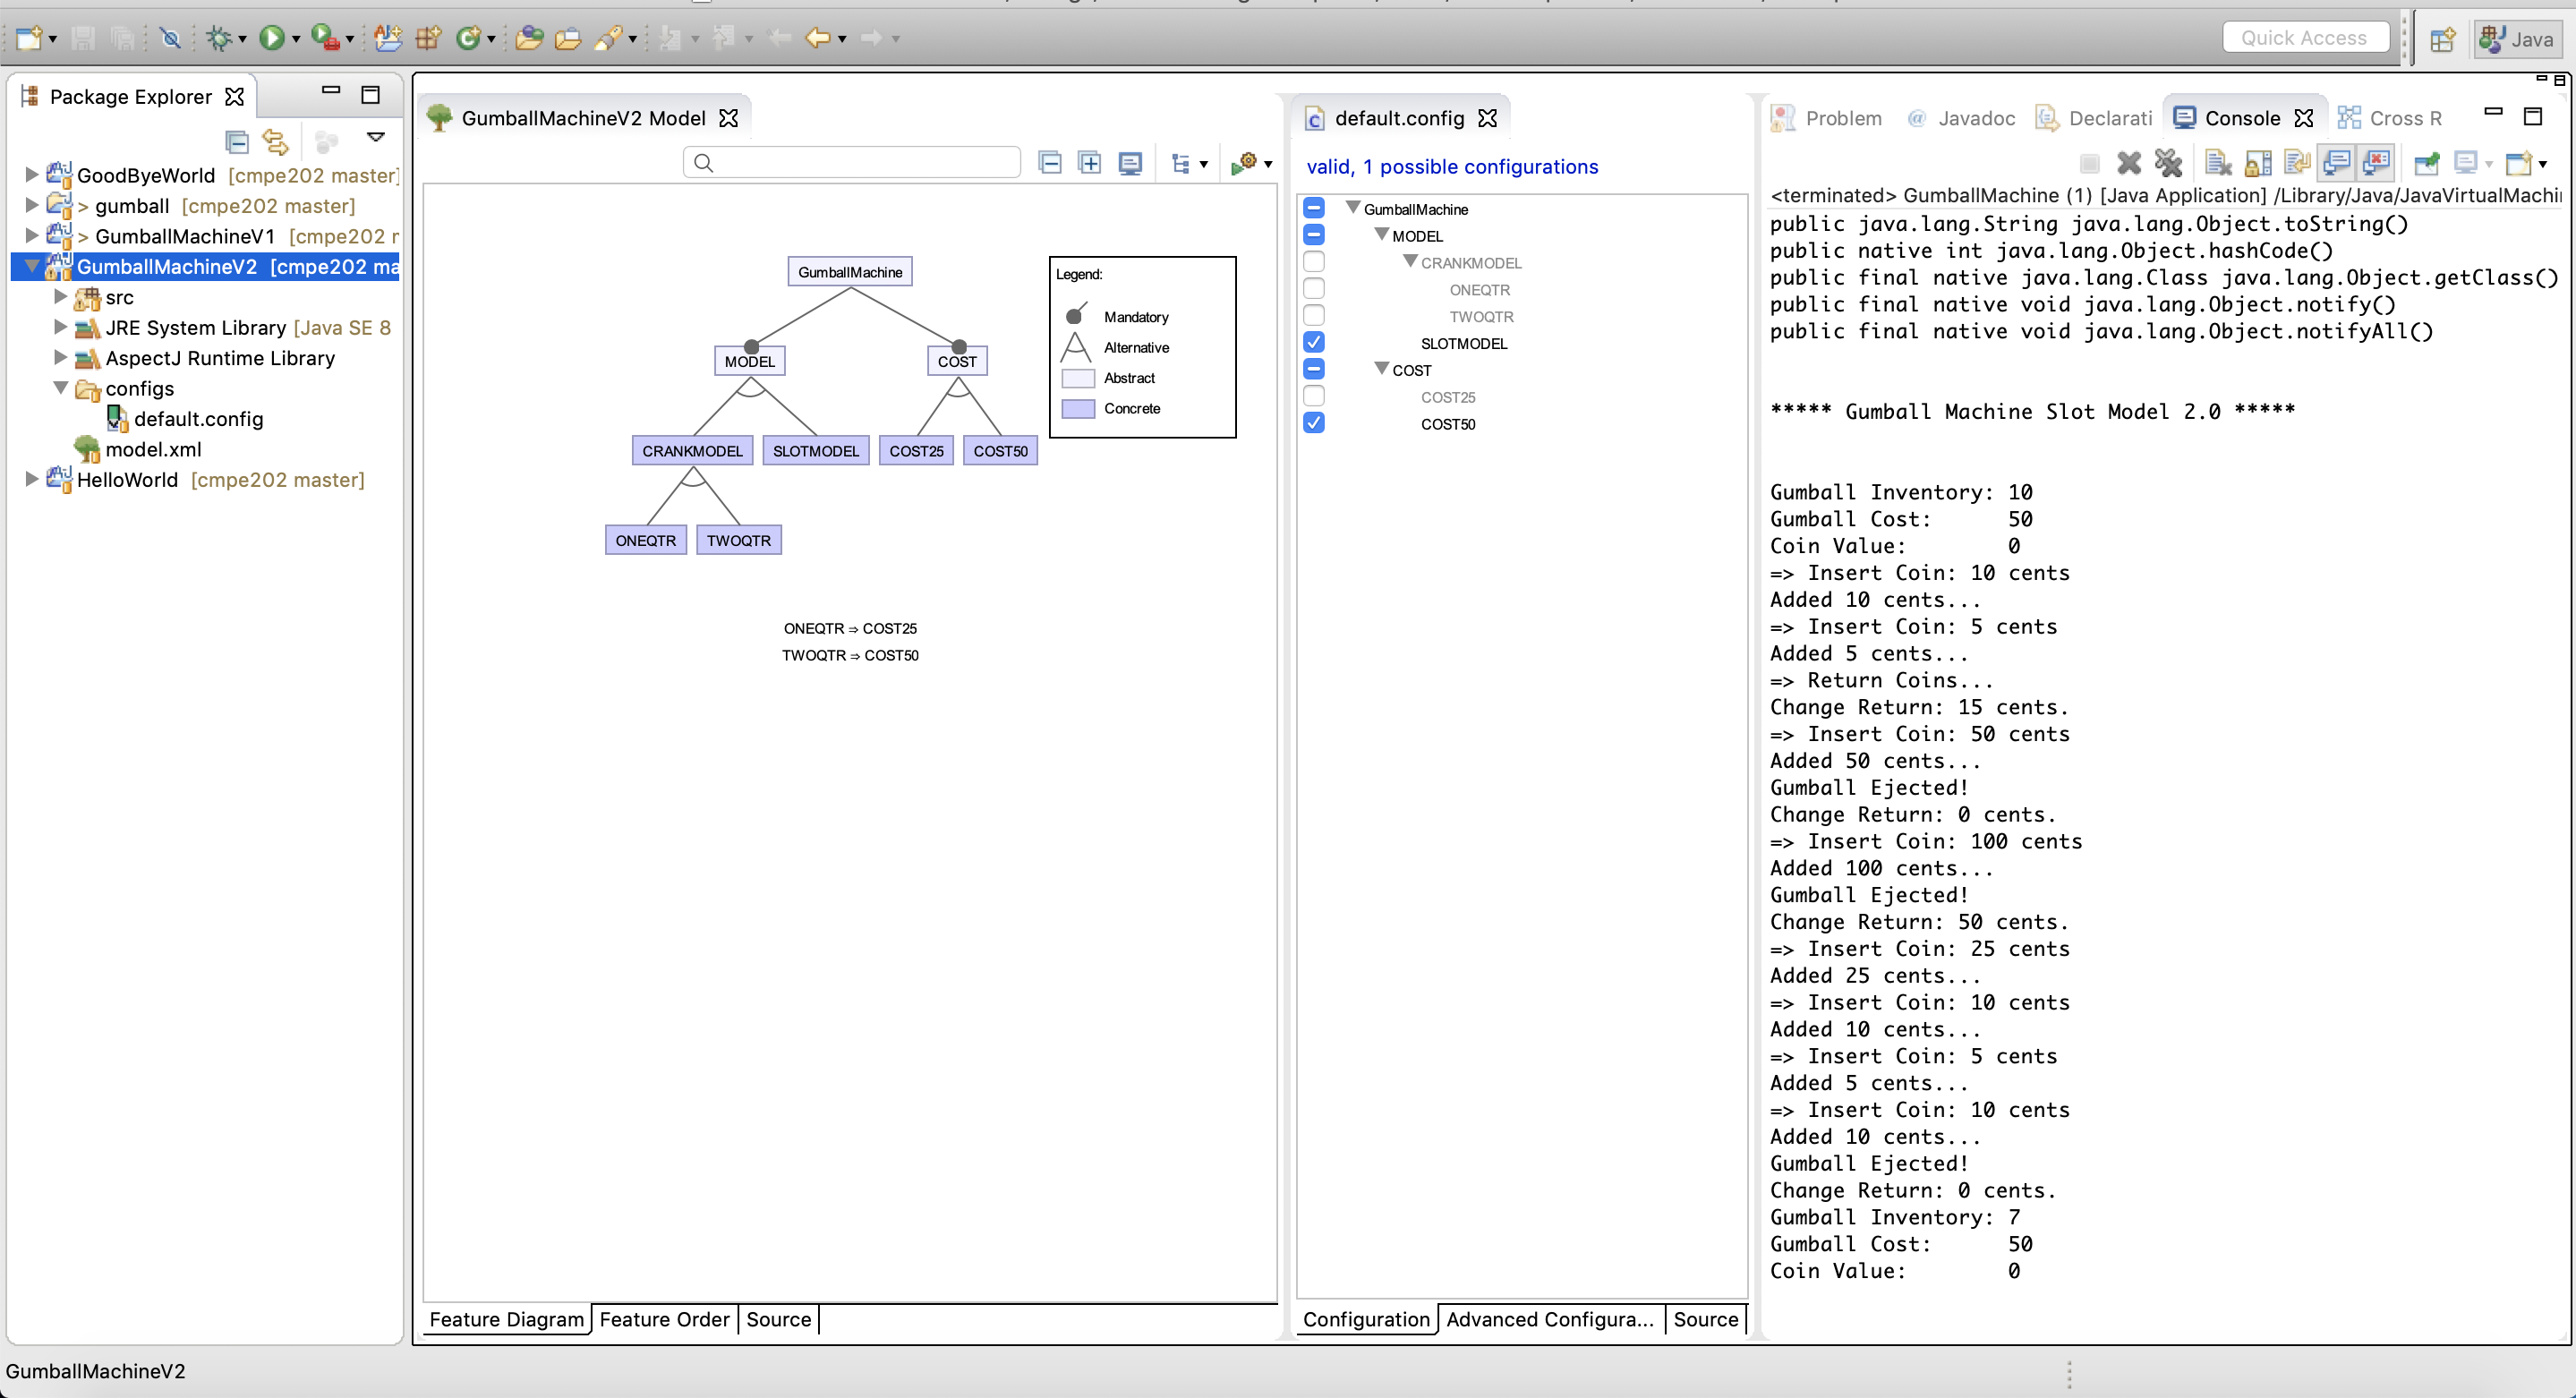 Quick Access
Java
Package Explorer
GoodByeWorld [cmpe202 master]
> gumball [cmpe202 master]
> GumballMachineV1 [cmpe202 r
GumballMachineV2 [cmpe202 ma
src
JRE System Library [Java SE 8
AspectJ Runtime Library
configs
default.config
model.xml
HelloWorld [cmpe202 master]
GumballMachineV2 Model
GumballMachine
MODEL
COST
CRANKMODEL
SLOTMODEL
COST25
COST50
ONEQTR
TWOQTR
Legend:
Mandatory
Alternative
Abstract
Concrete
ONEQTR ⇒ COST25
TWOQTR ⇒ COST50
Feature Diagram
Feature Order
Source
default.config
valid, 1 possible configurations
GumballMachine
MODEL
CRANKMODEL
ONEQTR
TWOQTR
SLOTMODEL
COST
COST25
COST50
Configuration
Advanced Configura...
Source
Problem
@ Javadoc
Declarati
Console
Cross R
<terminated> GumballMachine (1) [Java Application] /Library/Java/JavaVirtualMachi
public java.lang.String java.lang.Object.toString()
public native int java.lang.Object.hashCode()
public final native java.lang.Class java.lang.Object.getClass()
public final native void java.lang.Object.notify()
public final native void java.lang.Object.notifyAll()
***** Gumball Machine Slot Model 2.0 *****
Gumball Inventory: 10
Gumball Cost: 50
Coin Value: 0
=> Insert Coin: 10 cents
Added 10 cents...
=> Insert Coin: 5 cents
Added 5 cents...
=> Return Coins...
Change Return: 15 cents.
=> Insert Coin: 50 cents
Added 50 cents...
Gumball Ejected!
Change Return: 0 cents.
=> Insert Coin: 100 cents
Added 100 cents...
Gumball Ejected!
Change Return: 50 cents.
=> Insert Coin: 25 cents
Added 25 cents...
=> Insert Coin: 10 cents
Added 10 cents...
=> Insert Coin: 5 cents
Added 5 cents...
=> Insert Coin: 10 cents
Added 10 cents...
Gumball Ejected!
Change Return: 0 cents.
Gumball Inventory: 7
Gumball Cost: 50
Coin Value: 0
GumballMachineV2